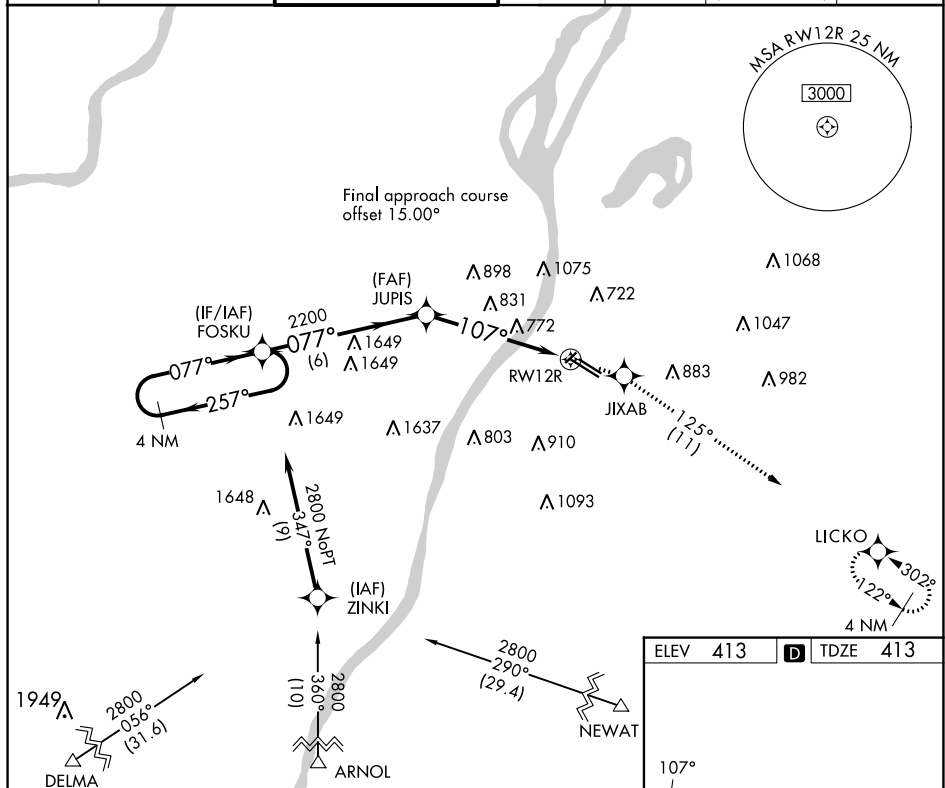 MSA RW12R 25 NM
3000
Final approach course
offset 15.00°
1068
898
1075
(FAF)
JUPIS
722
831
(IF/IAF)
FOSKU
2200
077°
(6)
772
107°
1047
1649
1649
077°
RW12R
883
982
257°
JIXAB
4 NM
1649
1637
803
910
125°
(11)
1648
2800 NoPT
347°
(9)
1093
LICKO
302°
122°
4 NM
(IAF)
ZINKI
ELEV 413
D
TDZE 413
2800
290°
(29.4)
2800
360°
(10)
1949
2800
056°
(31.6)
NEWAT
DELMA
ARNOL
107°